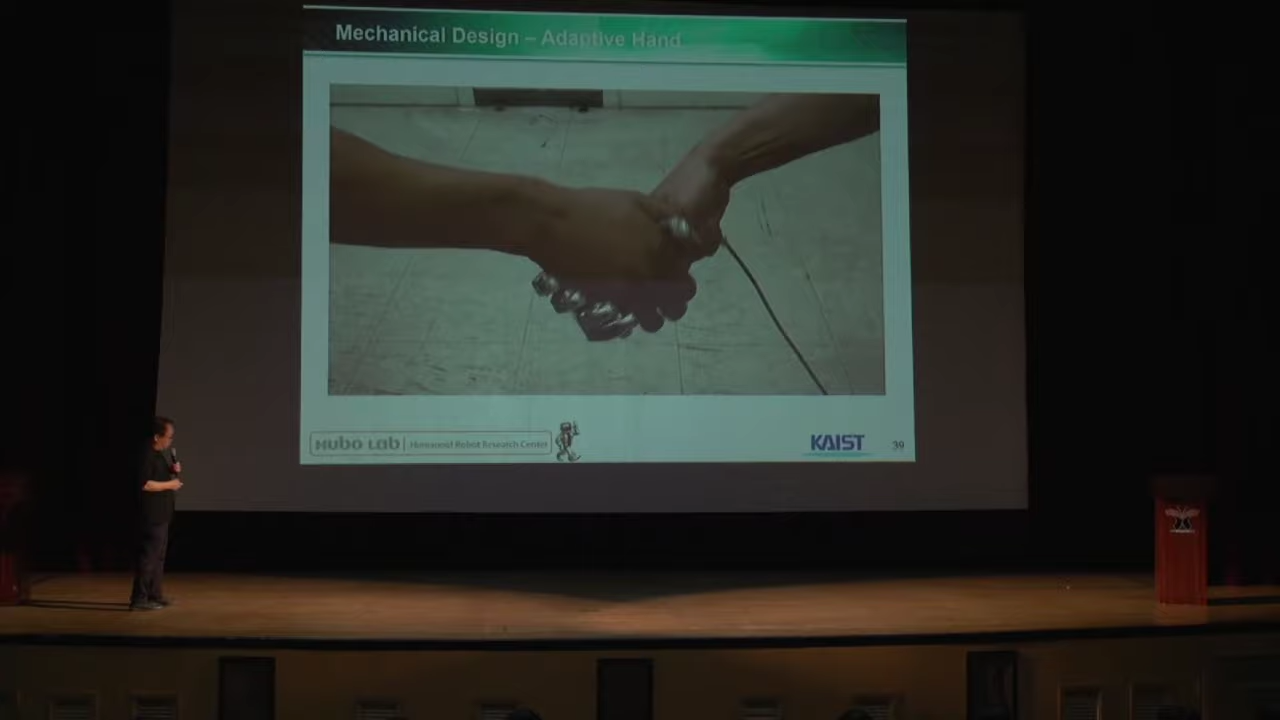 Mechanical Design – Adaptive Hand
HUBO LAB Humanoid Robot Research Center
KAIST
39